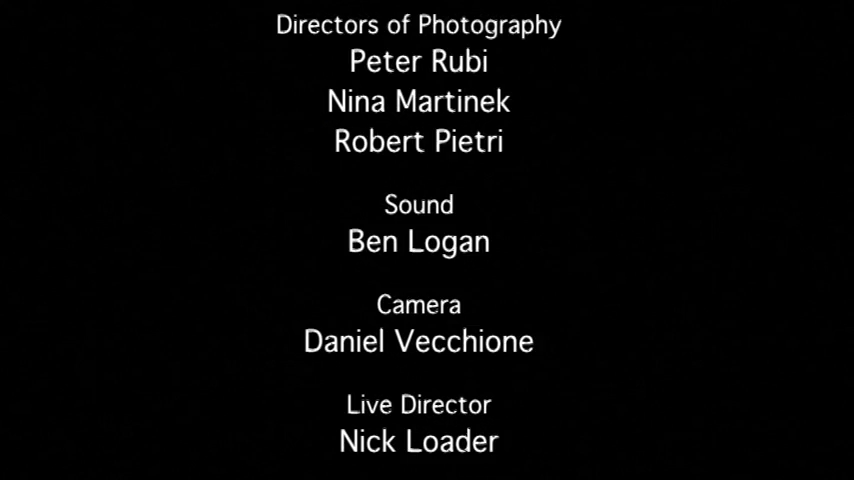 Directors of Photography
Peter Rubi
Nina Martinek
Robert Pietri
Sound
Ben Logan
Camera
Daniel Vecchione
Live Director
Nick Loader